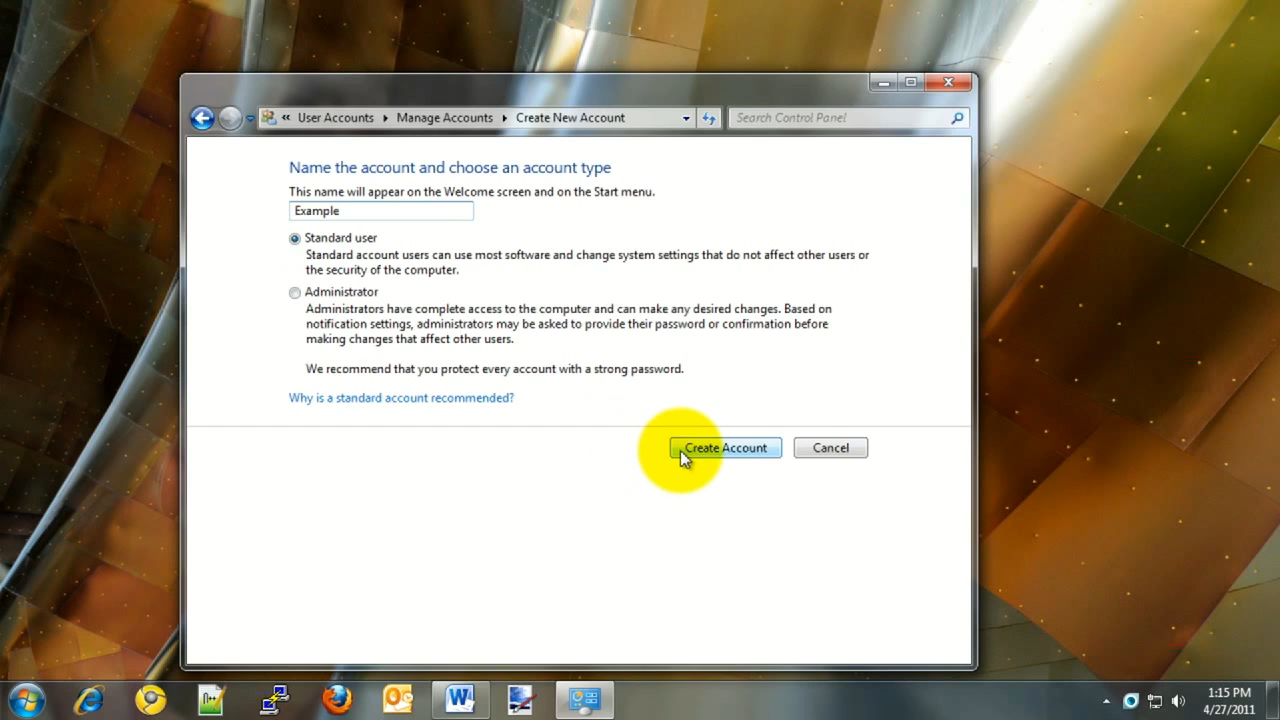 « User Accounts ▸ Manage Accounts ▸ Create New Account
Search Control Panel
Name the account and choose an account type
This name will appear on the Welcome screen and on the Start menu.
Example
Standard user
Standard account users can use most software and change system settings that do not affect other users or
the security of the computer.
Administrator
Administrators have complete access to the computer and can make any desired changes. Based on
notification settings, administrators may be asked to provide their password or confirmation before
making changes that affect other users.
We recommend that you protect every account with a strong password.
Why is a standard account recommended?
Create Account
Cancel
1:15 PM
4/27/2011